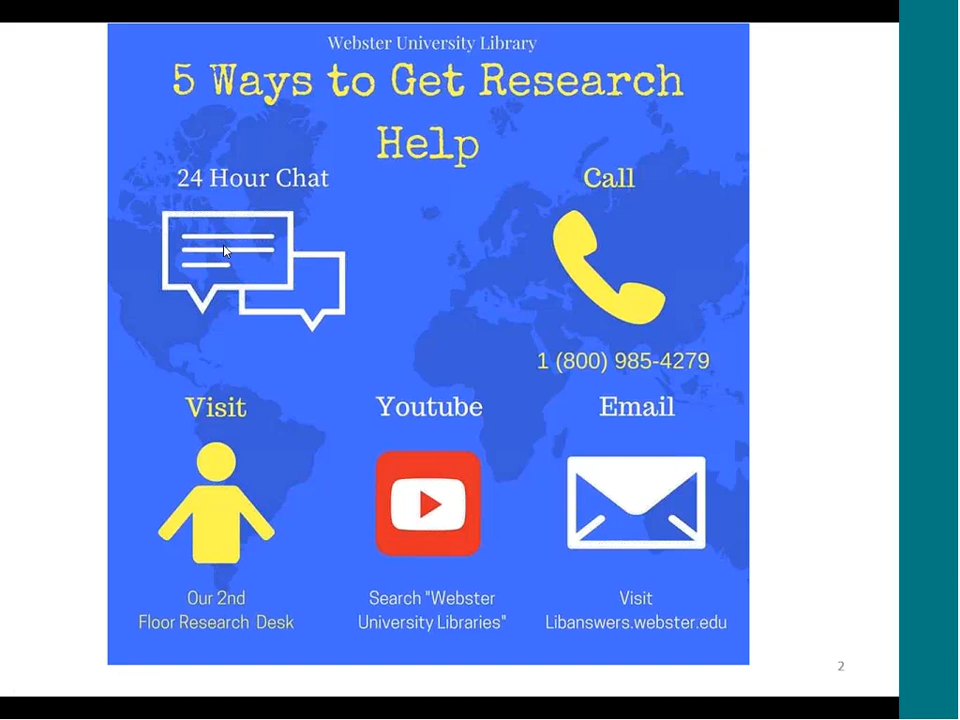 Webster University Library
5 Ways to Get Research
Help
24 Hour Chat
Call
1 (800) 985-4279
Visit
Youtube
Email
Our 2nd
Floor Research Desk
Search "Webster
University Libraries"
Visit
Libanswers.webster.edu
2